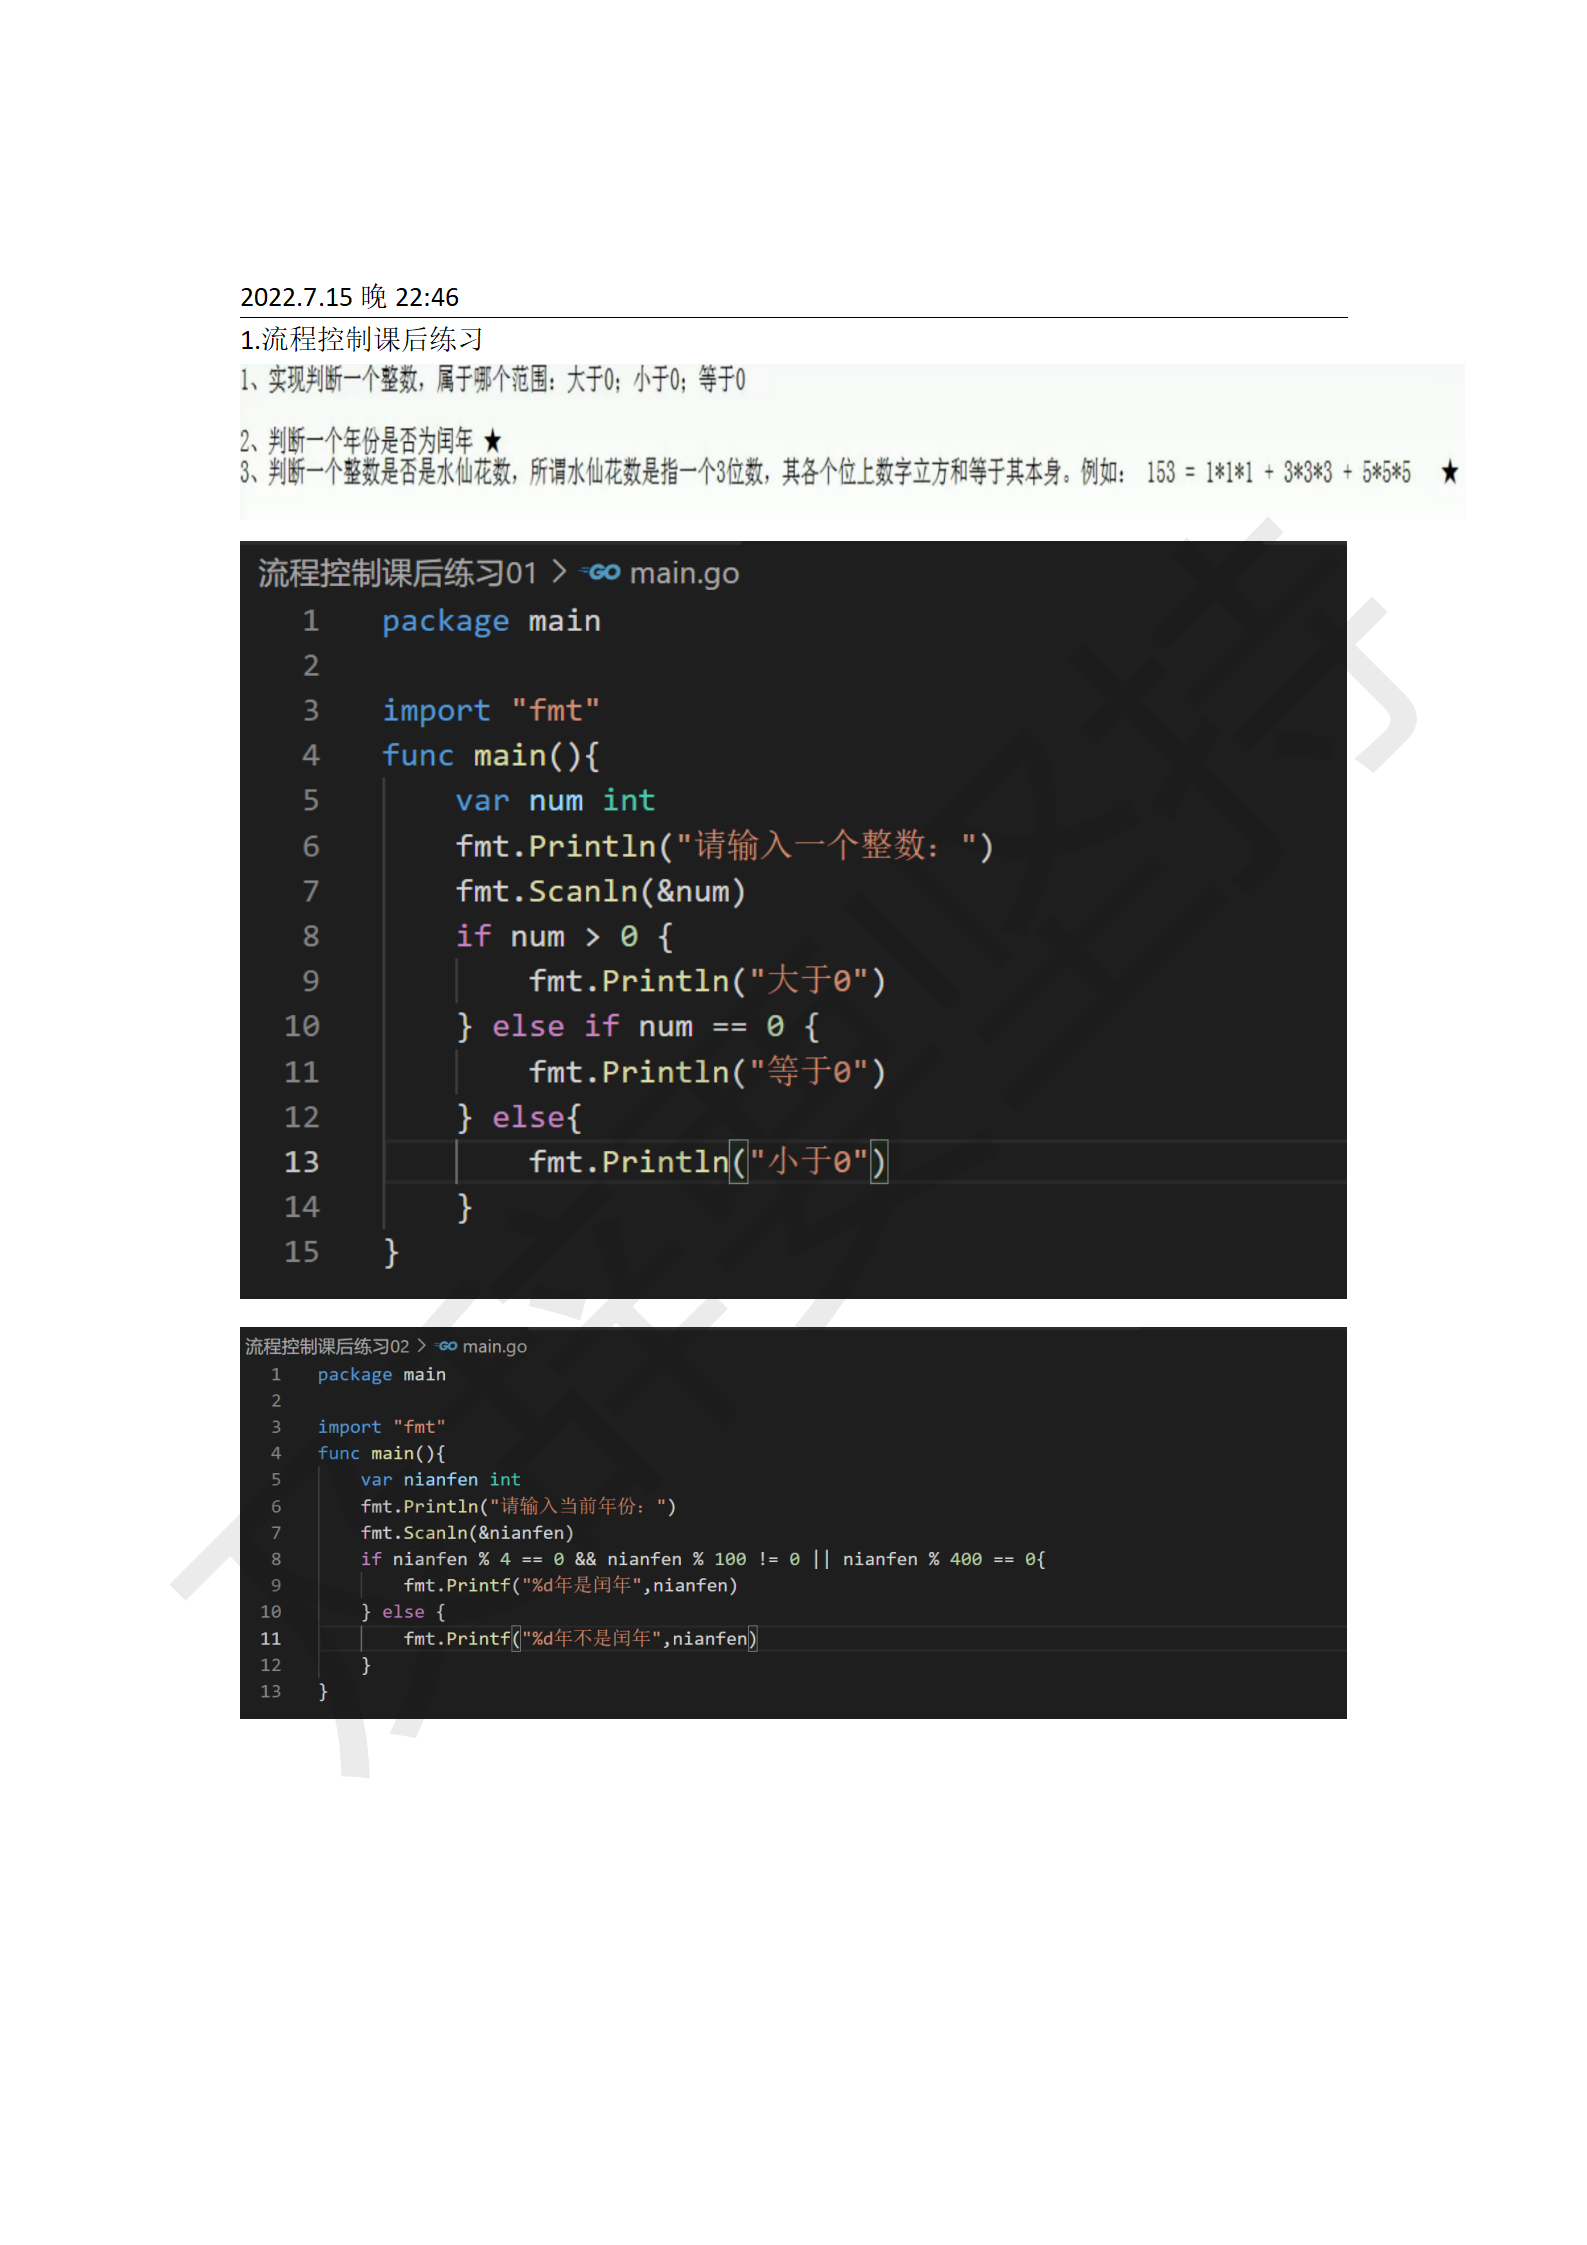 2022.7.15 晚 22:46
1.流程控制课后练习
1、实现判断一个整数，属于哪个范围：大于0；小于0；等于0
2、判断一个年份是否为闰年 ★
3、判断一个整数是否是水仙花数，所谓水仙花数是指一个3位数，其各个位上数字立方和等于其本身。例如： 153 = 1*1*1 + 3*3*3 + 5*5*5 ★
流程控制课后练习01 > GO main.go
1 package main
2
3 import "fmt"
4 func main(){
5 var num int
6 fmt.Println("请输入一个整数：")
7 fmt.Scanln(&num)
8 if num > 0 {
9 fmt.Println("大于0")
10 } else if num == 0 {
11 fmt.Println("等于0")
12 } else{
13 fmt.Println("小于0")
14 }
15 }
流程控制课后练习02 > GO main.go
1 package main
2
3 import "fmt"
4 func main(){
5 var nianfen int
6 fmt.Println("请输入当前年份：")
7 fmt.Scanln(&nianfen)
8 if nianfen % 4 == 0 && nianfen % 100 != 0 || nianfen % 400 == 0{
9 fmt.Printf("%d年是闰年",nianfen)
10 } else {
11 fmt.Printf("%d年不是闰年",nianfen)
12 }
13 }